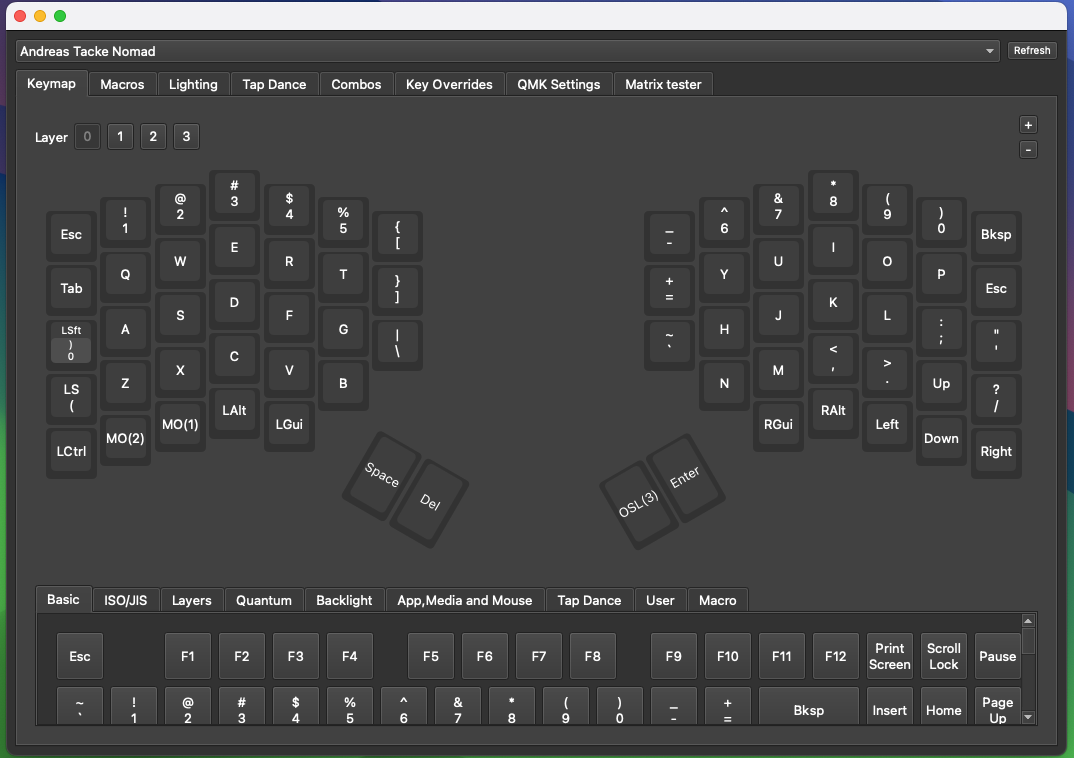 Andreas Tacke Nomad
Refresh
Keymap Macros Lighting Tap Dance Combos Key Overrides QMK Settings Matrix tester
Layer 0 1 2 3
+
-
Esc
!
1
@
2
#
3
$
4
%
5
{
[
_
-
^
6
&
7
*
8
(
9
)
0
Bksp
Tab
Q
W
E
R
T
}
]
+
=
Y
U
I
O
P
Esc
LSft
)
0
A
S
D
F
G
|
\
~
`
H
J
K
L
:
;
"
'
LS
(
Z
X
C
V
B
N
M
<
,
>
.
Up
?
/
LCtrl
MO(2)
MO(1)
LAlt
LGui
RGui
RAlt
Left
Down
Right
Space
Del
OSL(3)
Enter
Basic ISO/JIS Layers Quantum Backlight App,Media and Mouse Tap Dance User Macro
Esc F1 F2 F3 F4 F5 F6 F7 F8 F9 F10 F11 F12
Print
Screen
Scroll
Lock
Pause
~
`
!
1
@
2
#
3
$
4
%
5
^
6
&
7
*
8
(
9
)
0
_
-
+
=
Bksp
Insert
Home
Page
Up